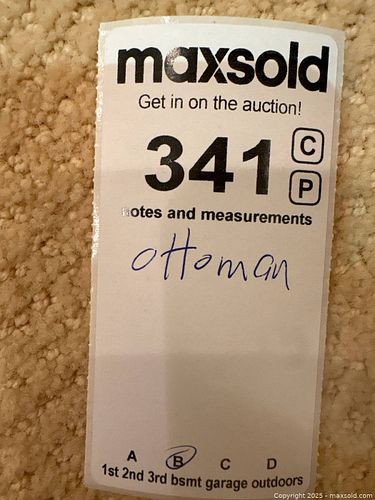 maxsold
Get in on the auction!
341 C
P
notes and measurements
ottoman
A B C D
1st 2nd 3rd bsmt garage outdoors
Copyright 2025 - maxsold.com